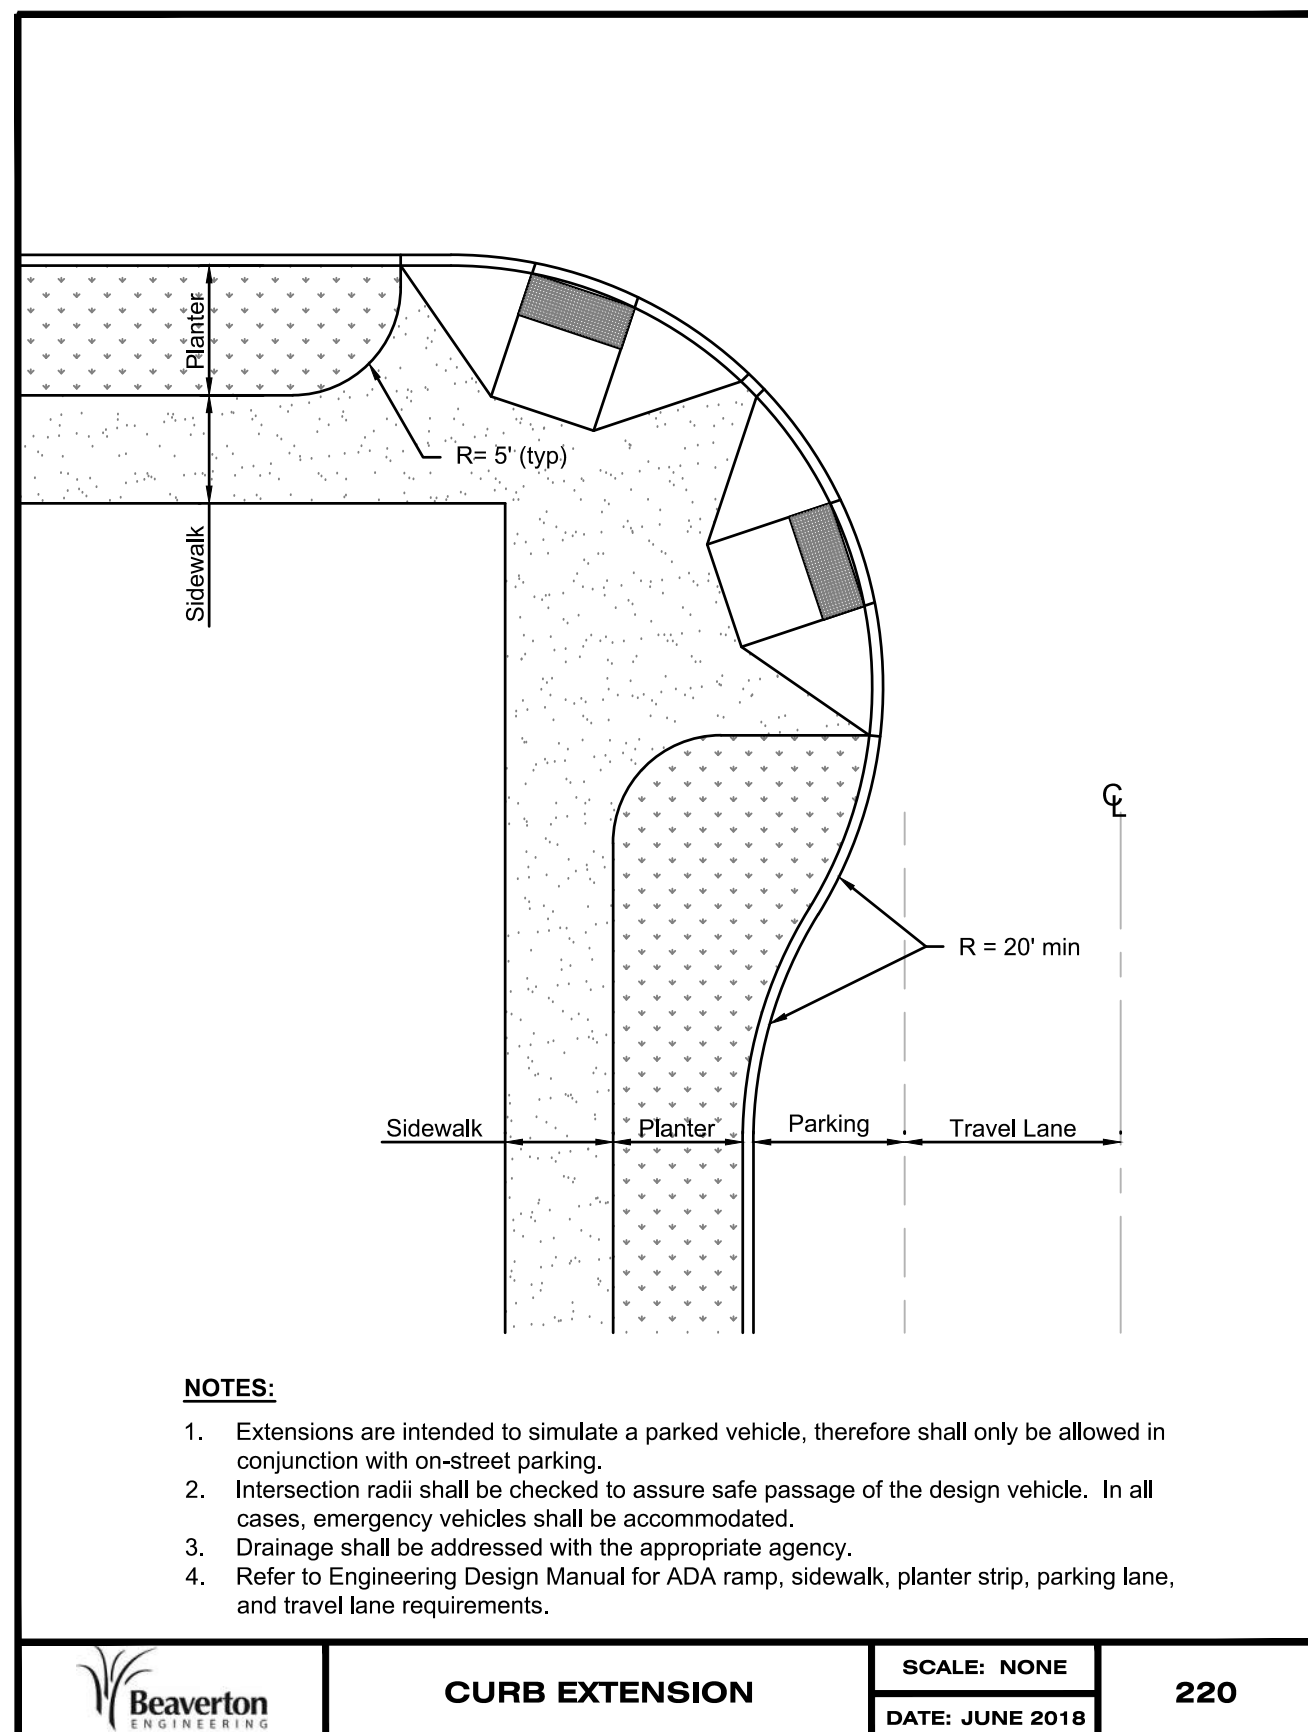 Planter
Sidewalk
R= 5' (typ)
℄
R = 20' min
Sidewalk
Planter
Parking
Travel Lane
NOTES:
1. Extensions are intended to simulate a parked vehicle, therefore shall only be allowed in
conjunction with on-street parking.
2. Intersection radii shall be checked to assure safe passage of the design vehicle. In all
cases, emergency vehicles shall be accommodated.
3. Drainage shall be addressed with the appropriate agency.
4. Refer to Engineering Design Manual for ADA ramp, sidewalk, planter strip, parking lane,
and travel lane requirements.
Beaverton
ENGINEERING
CURB EXTENSION
SCALE: NONE
DATE: JUNE 2018
220